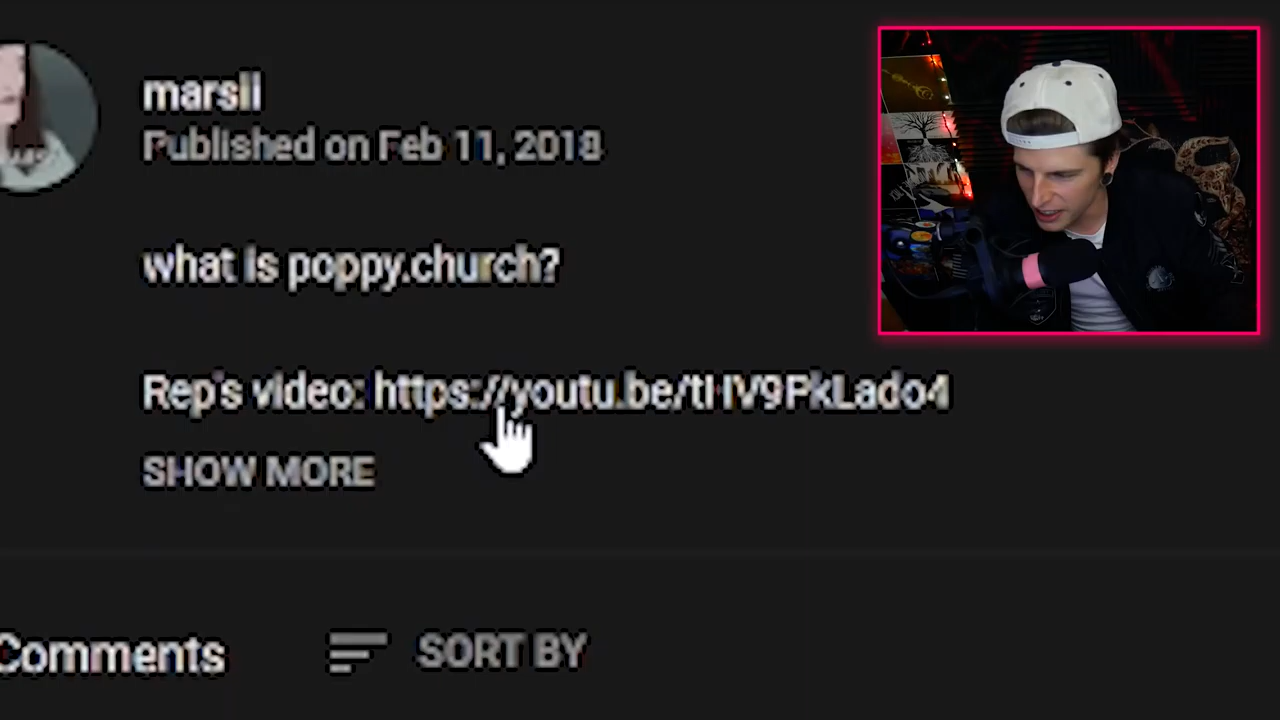 marsii
Published on Feb 11, 2018
what is poppy.church?
Rep's video: https://youtu.be/tHV9PkLado4
SHOW MORE
Comments
SORT BY